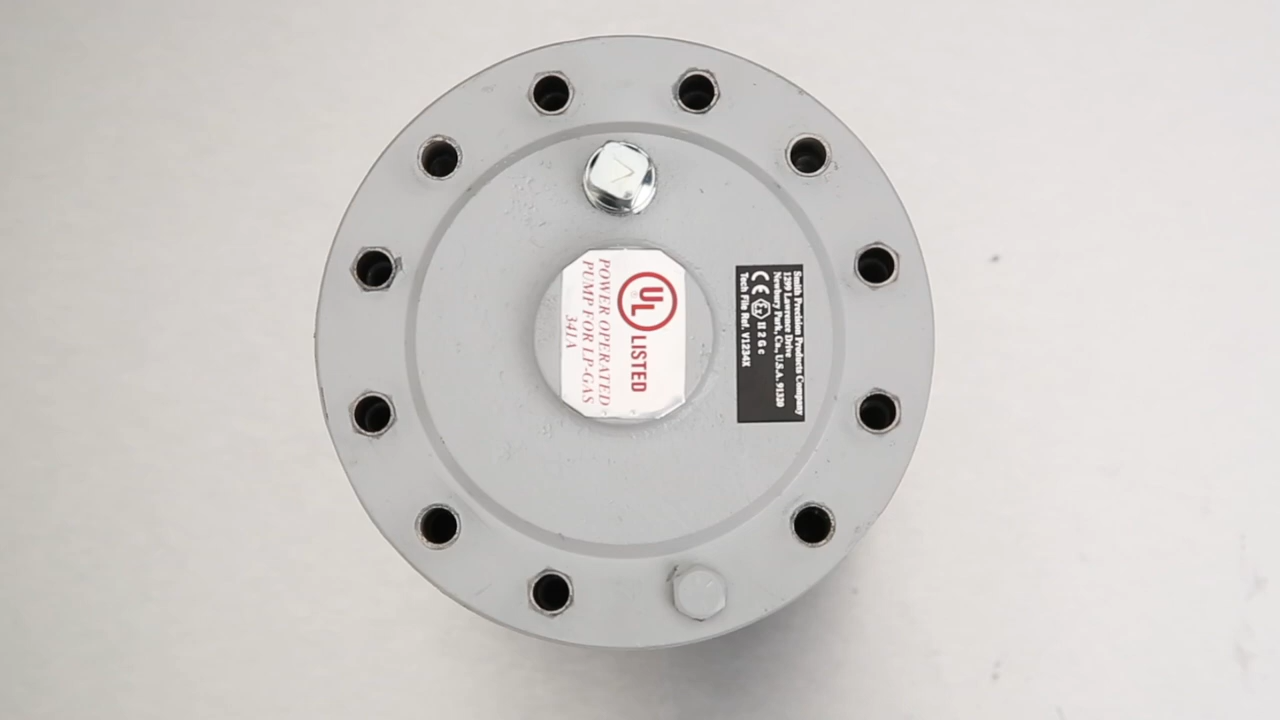 UL
LISTED
POWER OPERATED
PUMP FOR LP-GAS
341A
Smith Precision Products Company
1299 Lawrence Drive
Newbury Park, Ca., U.S.A. 91320
CE Ex II 2 G c
Tech File Ref. V1234X